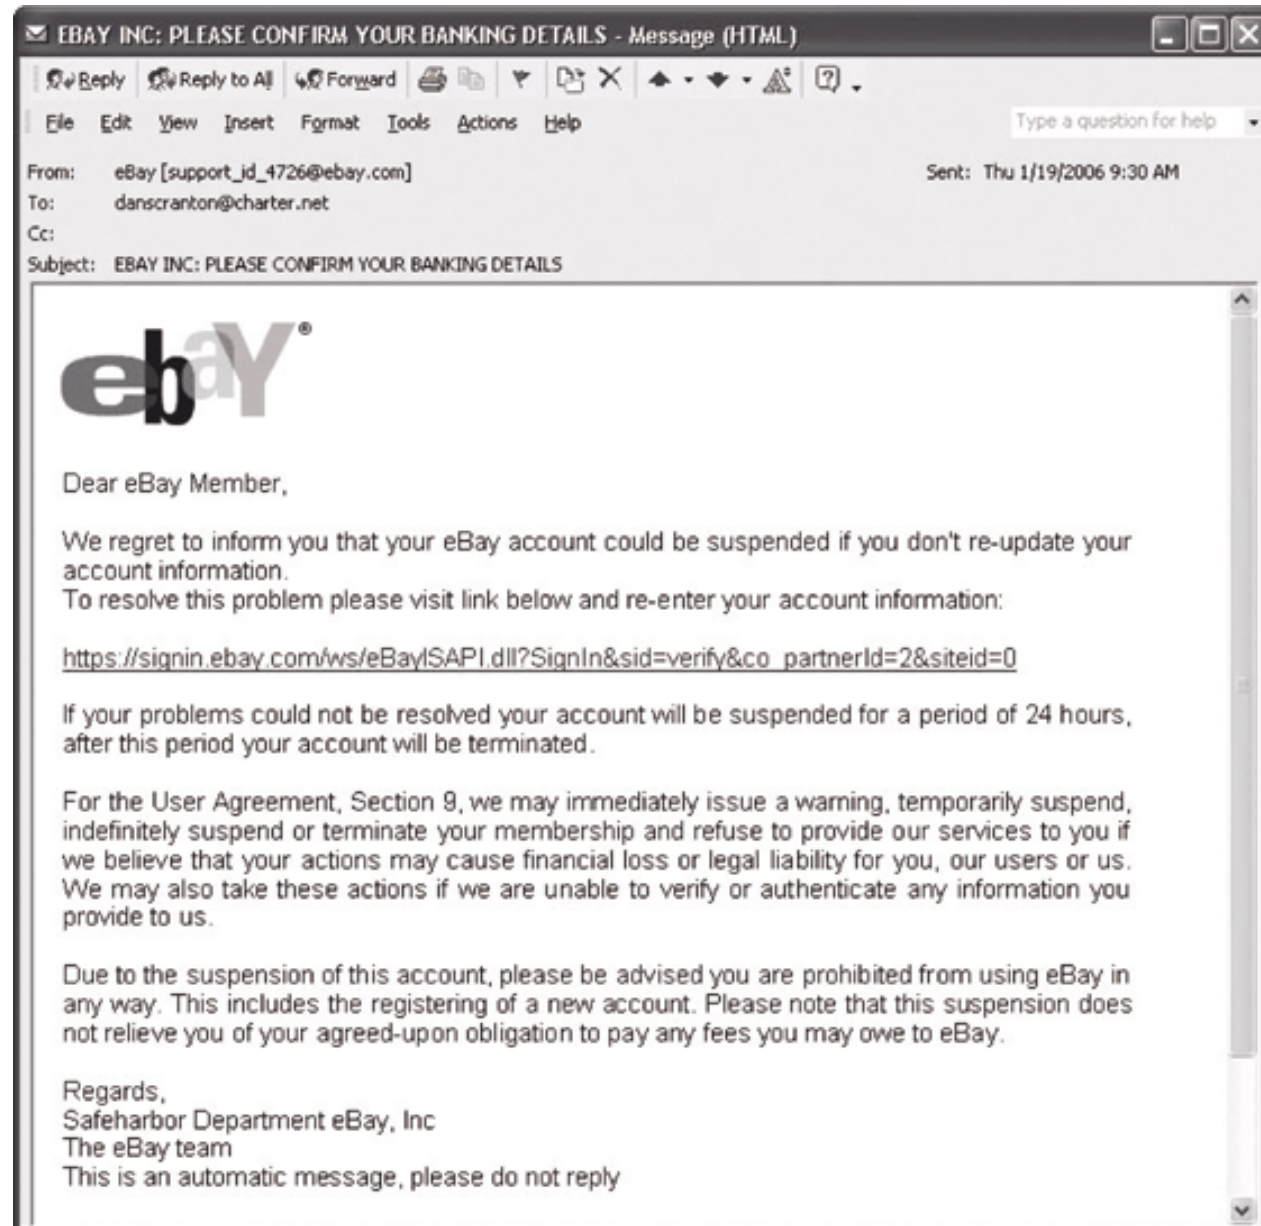 EBAY INC: PLEASE CONFIRM YOUR BANKING DETAILS - Message (HTML)
Reply Reply to All Forward
File Edit View Insert Format Tools Actions Help Type a question for help
From: eBay [support_id_4726@ebay.com] Sent: Thu 1/19/2006 9:30 AM
To: danscranton@charter.net
Cc:
Subject: EBAY INC: PLEASE CONFIRM YOUR BANKING DETAILS
ebaY®
Dear eBay Member,
We regret to inform you that your eBay account could be suspended if you don't re-update your
account information.
To resolve this problem please visit link below and re-enter your account information:
https://signin.ebay.com/ws/eBayISAPI.dll?SignIn&sid=verify&co_partnerId=2&siteid=0
If your problems could not be resolved your account will be suspended for a period of 24 hours,
after this period your account will be terminated.
For the User Agreement, Section 9, we may immediately issue a warning, temporarily suspend,
indefinitely suspend or terminate your membership and refuse to provide our services to you if
we believe that your actions may cause financial loss or legal liability for you, our users or us.
We may also take these actions if we are unable to verify or authenticate any information you
provide to us.
Due to the suspension of this account, please be advised you are prohibited from using eBay in
any way. This includes the registering of a new account. Please note that this suspension does
not relieve you of your agreed-upon obligation to pay any fees you may owe to eBay.
Regards,
Safeharbor Department eBay, Inc
The eBay team
This is an automatic message, please do not reply